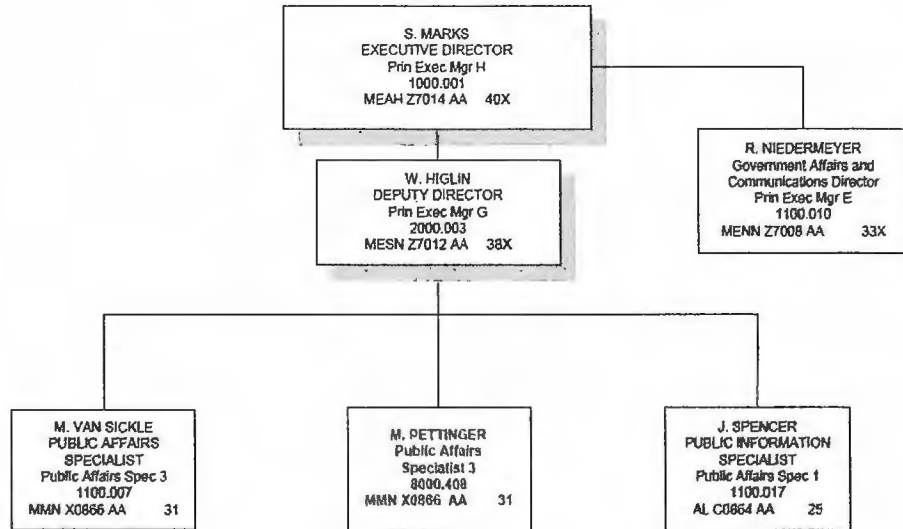 S. MARKS
EXECUTIVE DIRECTOR
Prin Exec Mgr H
1000.001
MEAH Z7014 AA 40X
R. NIEDERMEYER
Government Affairs and
Communications Director
Prin Exec Mgr E
1100.010
MENN Z7008 AA 33X
W. HIGLIN
DEPUTY DIRECTOR
Prin Exec Mgr G
2000.003
MESN Z7012 AA 38X
M. VAN SICKLE
PUBLIC AFFAIRS
SPECIALIST
Public Affairs Spec 3
1100.007
MMN X0866 AA 31
M. PETTINGER
Public Affairs
Specialist 3
8000.408
MMN X0866 AA 31
J. SPENCER
PUBLIC INFORMATION
SPECIALIST
Public Affairs Spec 1
1100.017
AL C0864 AA 25